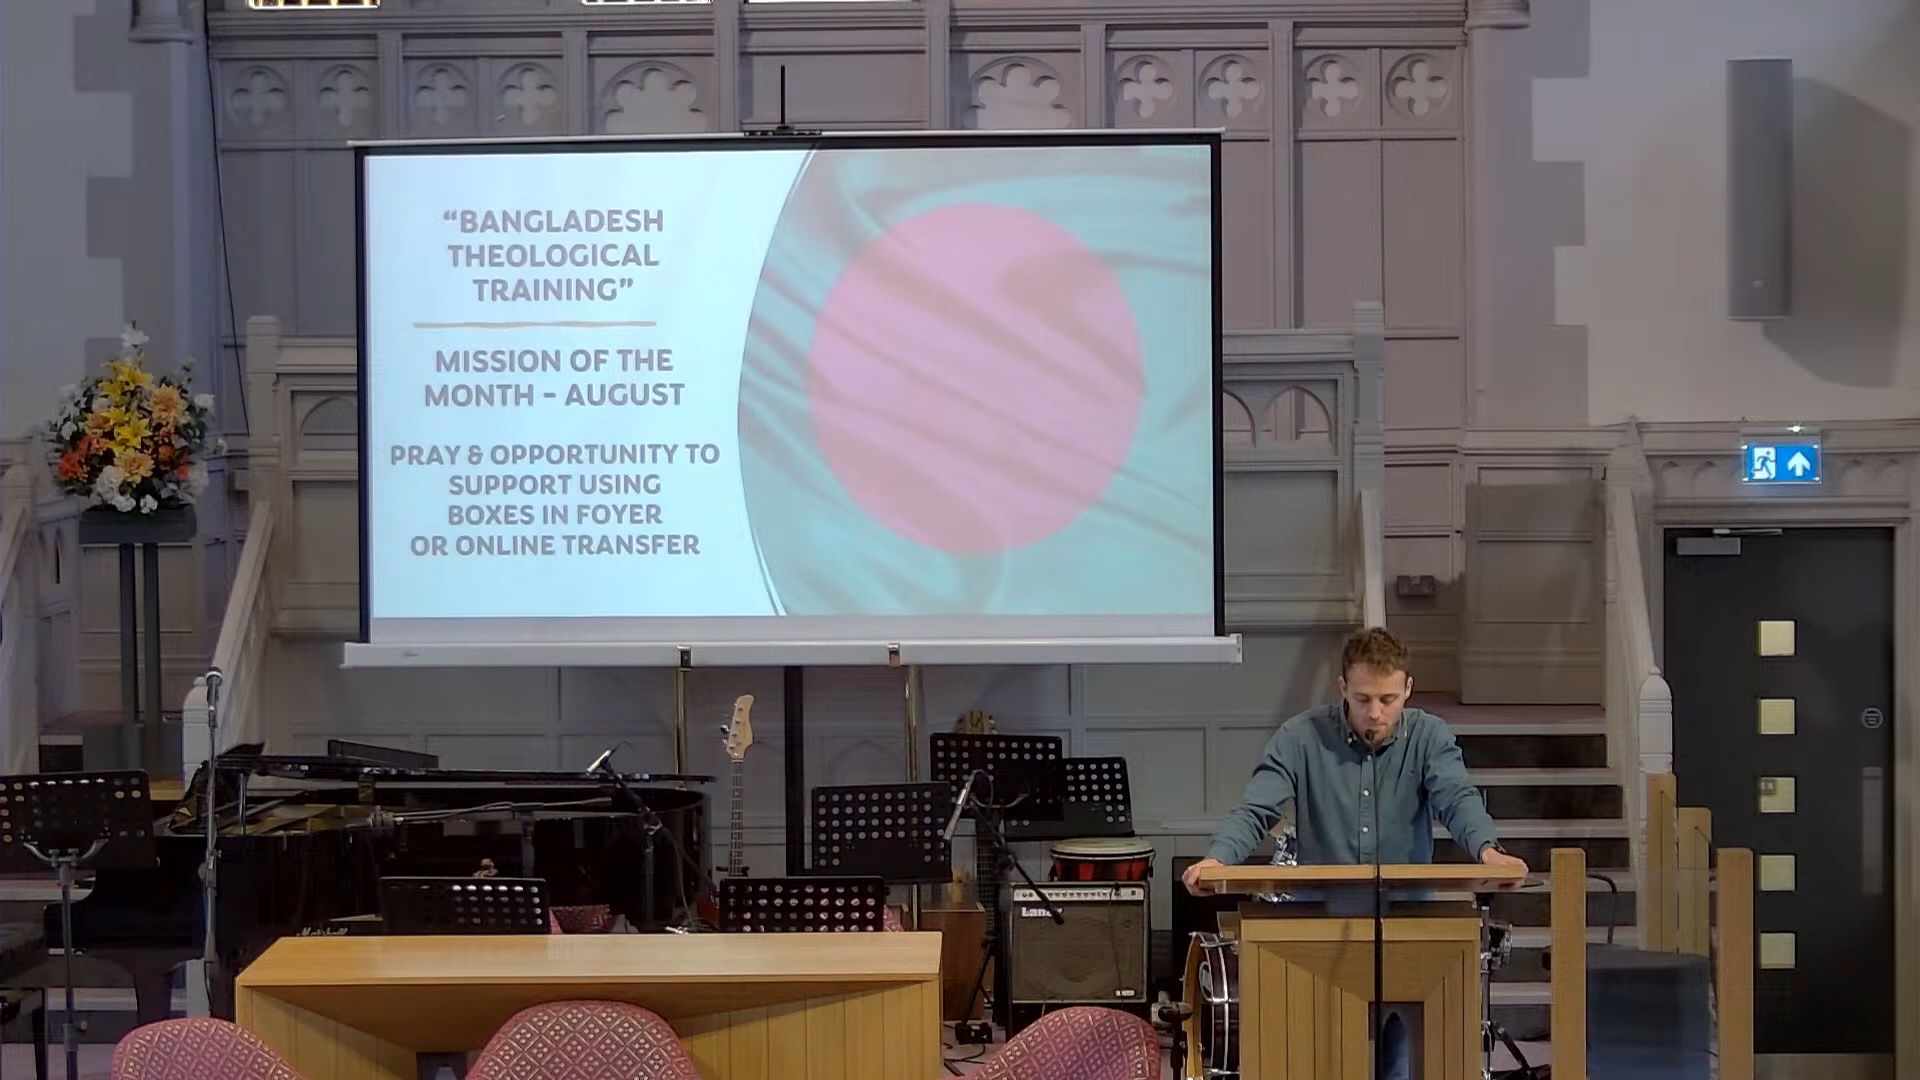 “BANGLADESH
THEOLOGICAL
TRAINING”
MISSION OF THE
MONTH - AUGUST
PRAY & OPPORTUNITY TO
SUPPORT USING
BOXES IN FOYER
OR ONLINE TRANSFER
Marshall